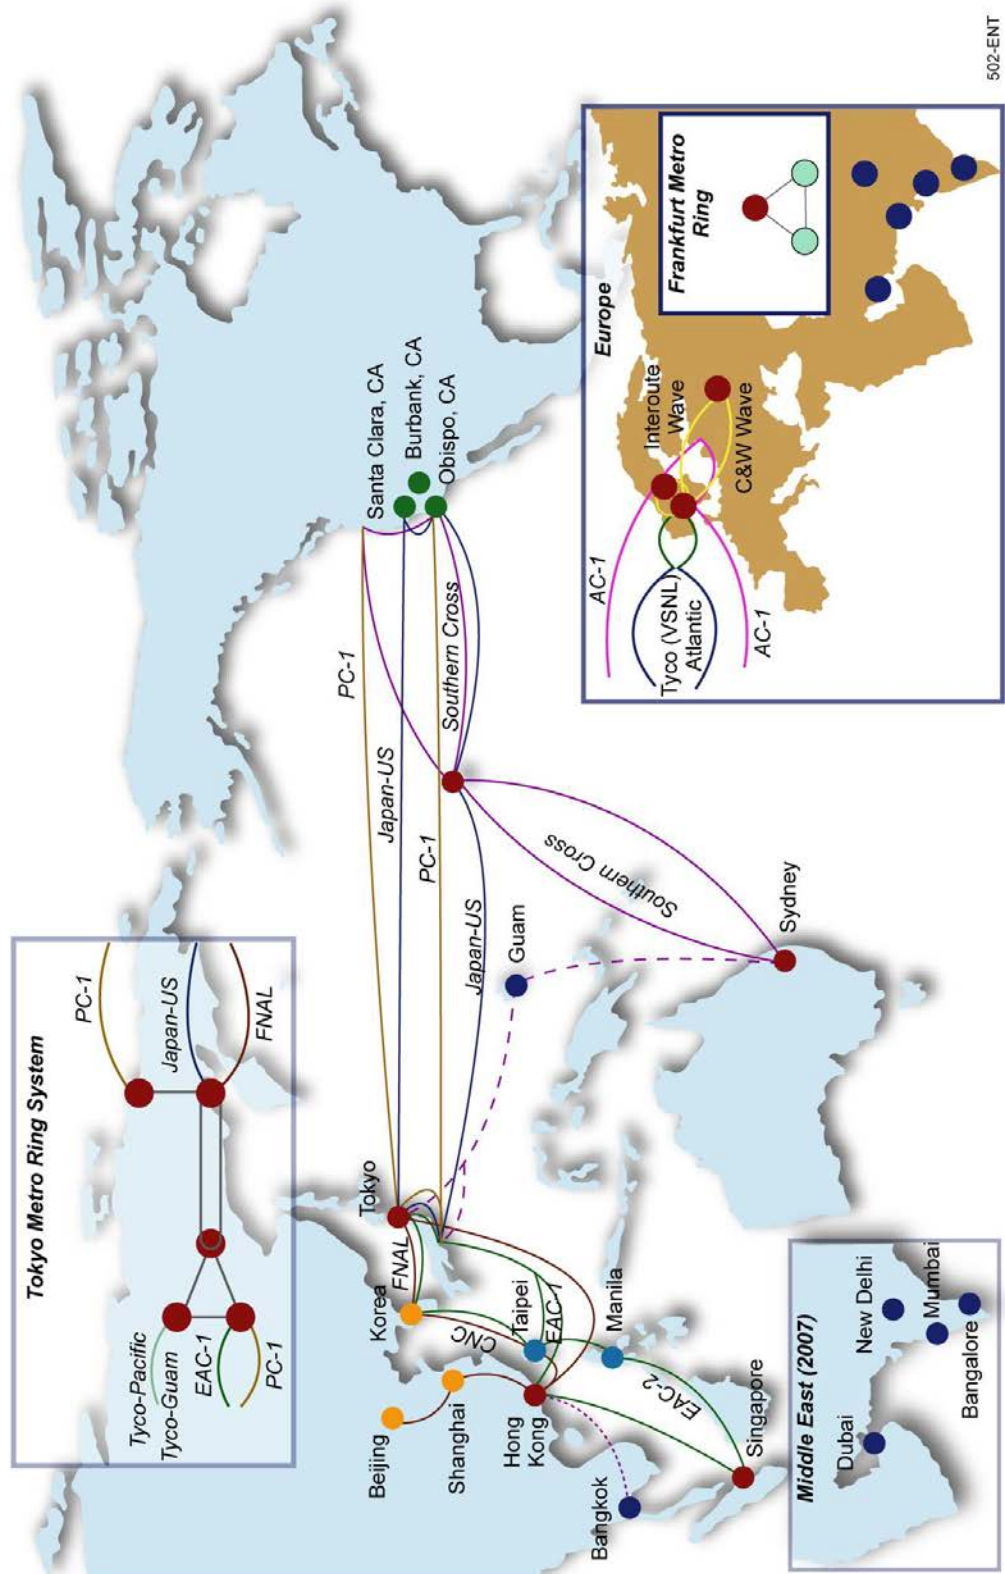 Tokyo Metro Ring System
Tyco-Pacific
Tyco-Guam
EAC-1
PC-1
PC-1
Japan-US
FNAL
Beijing
Shanghai
Korea
Tokyo
FNAL
CNC
Hong
Kong
Taipei
EAC-1
Manila
EAC-2
Bangkok
Singapore
Guam
Sydney
PC-1
Japan-US
PC-1
Japan-US
Southern Cross
Southern Cross
Santa Clara, CA
Burbank, CA
Obispo, CA
Middle East (2007)
Dubai
New Delhi
Mumbai
Bangalore
Europe
AC-1
Tyco (VSNL)
Atlantic
AC-1
Interoute
Wave
C&W Wave
Frankfurt Metro
Ring
502-ENT